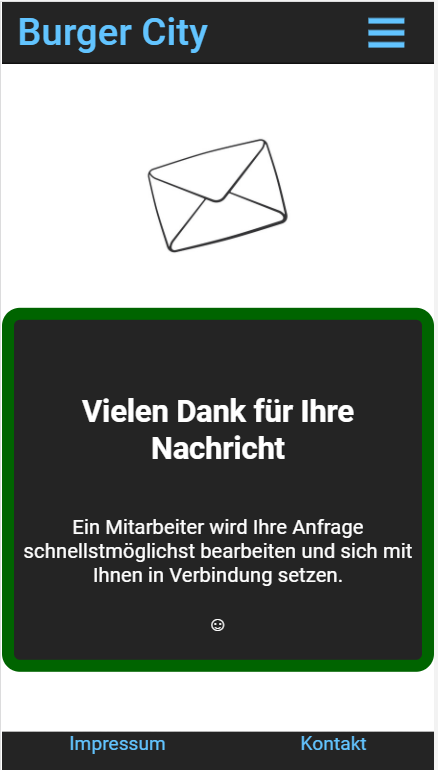 Burger City
Vielen Dank für Ihre
Nachricht
Ein Mitarbeiter wird Ihre Anfrage
schnellstmöglichst bearbeiten und sich mit
Ihnen in Verbindung setzen.
☺
Impressum Kontakt